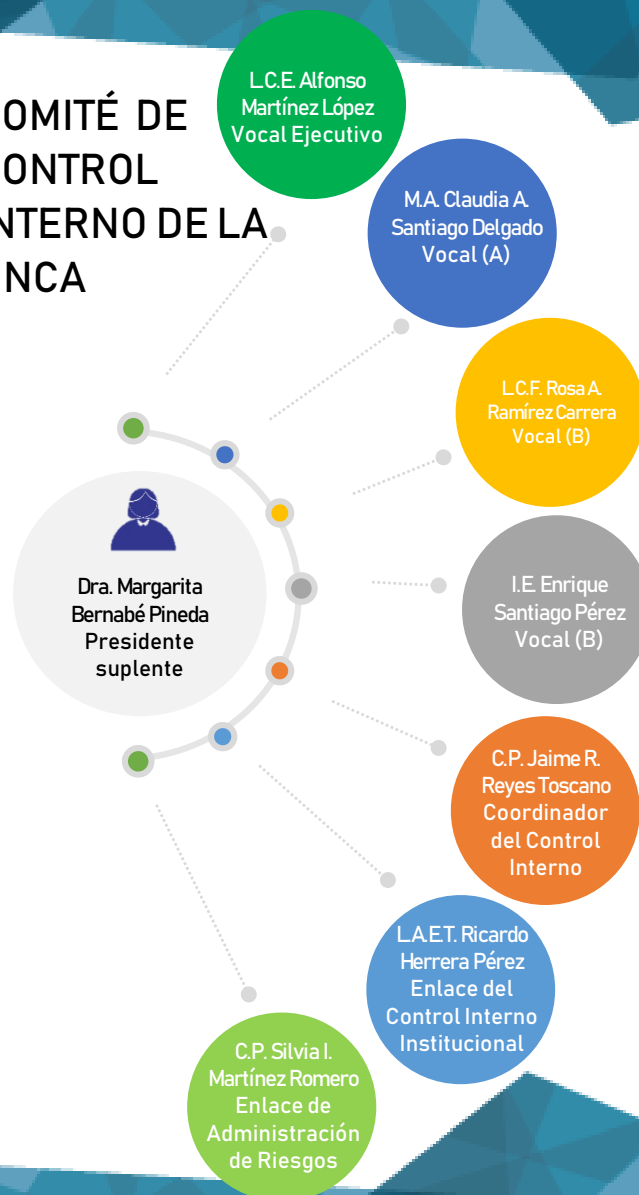 OMITÉ DE
ONTROL
NTERNO DE LA
NCA
L.C.E. Alfonso
Martínez López
Vocal Ejecutivo
M.A. Claudia A.
Santiago Delgado
Vocal (A)
L.C.F. Rosa A.
Ramírez Carrera
Vocal (B)
I.E. Enrique
Santiago Pérez
Vocal (B)
Dra. Margarita
Bernabé Pineda
Presidente
suplente
C.P. Jaime R.
Reyes Toscano
Coordinador
del Control
Interno
L.A.E.T. Ricardo
Herrera Pérez
Enlace del
Control Interno
Institucional
C.P. Silvia I.
Martínez Romero
Enlace de
Administración
de Riesgos